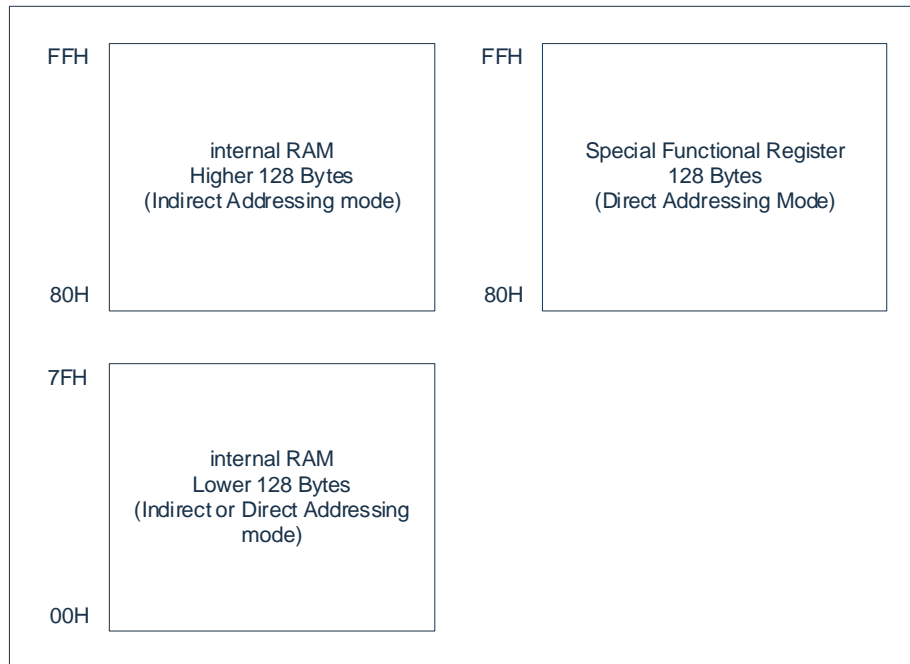 FFH
internal RAM
Higher 128 Bytes
(Indirect Addressing mode)
80H
FFH
Special Functional Register
128 Bytes
(Direct Addressing Mode)
80H
7FH
internal RAM
Lower 128 Bytes
(Indirect or Direct Addressing
mode)
00H